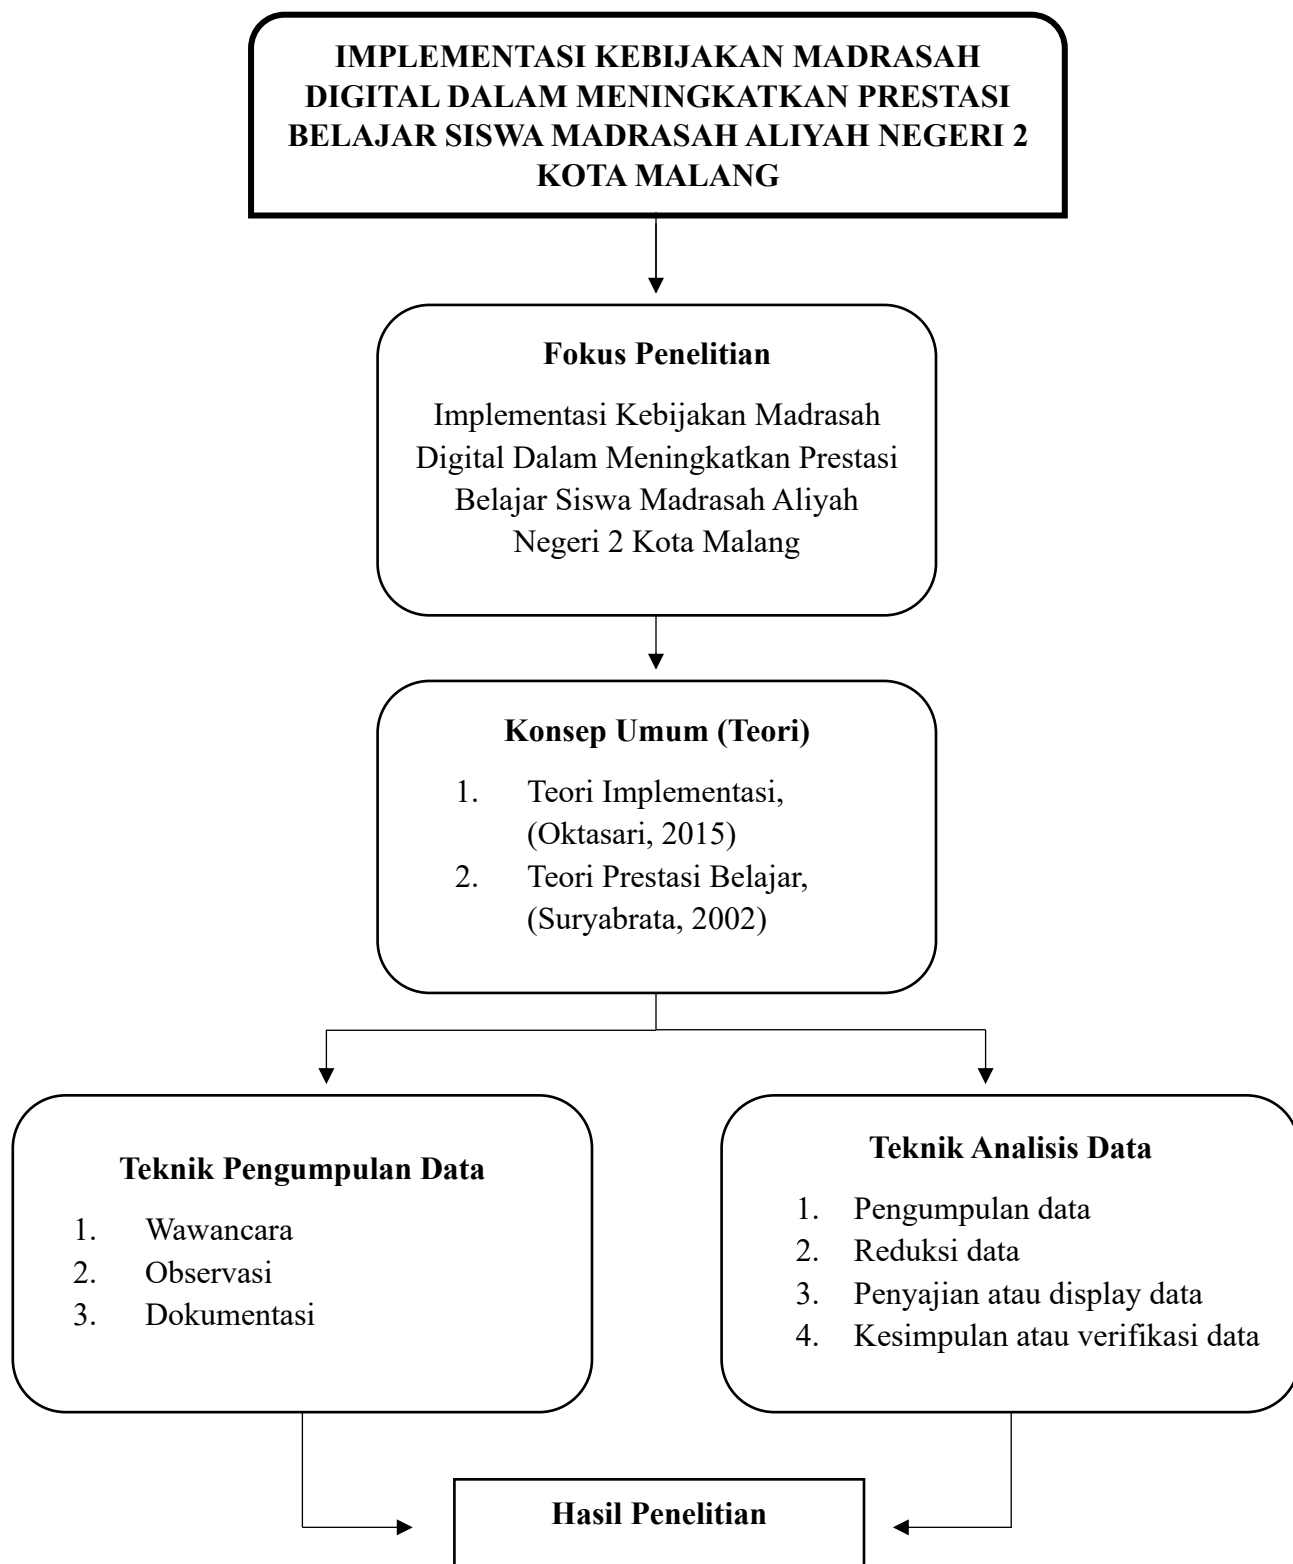 IMPLEMENTASI KEBIJAKAN MADRASAH
DIGITAL DALAM MENINGKATKAN PRESTASI
BELAJAR SISWA MADRASAH ALIYAH NEGERI 2
KOTA MALANG
Fokus Penelitian
Implementasi Kebijakan Madrasah
Digital Dalam Meningkatkan Prestasi
Belajar Siswa Madrasah Aliyah
Negeri 2 Kota Malang
Konsep Umum (Teori)
1. Teori Implementasi,
(Oktasari, 2015)
2. Teori Prestasi Belajar,
(Suryabrata, 2002)
Teknik Pengumpulan Data
1. Wawancara
2. Observasi
3. Dokumentasi
Teknik Analisis Data
1. Pengumpulan data
2. Reduksi data
3. Penyajian atau display data
4. Kesimpulan atau verifikasi data
Hasil Penelitian